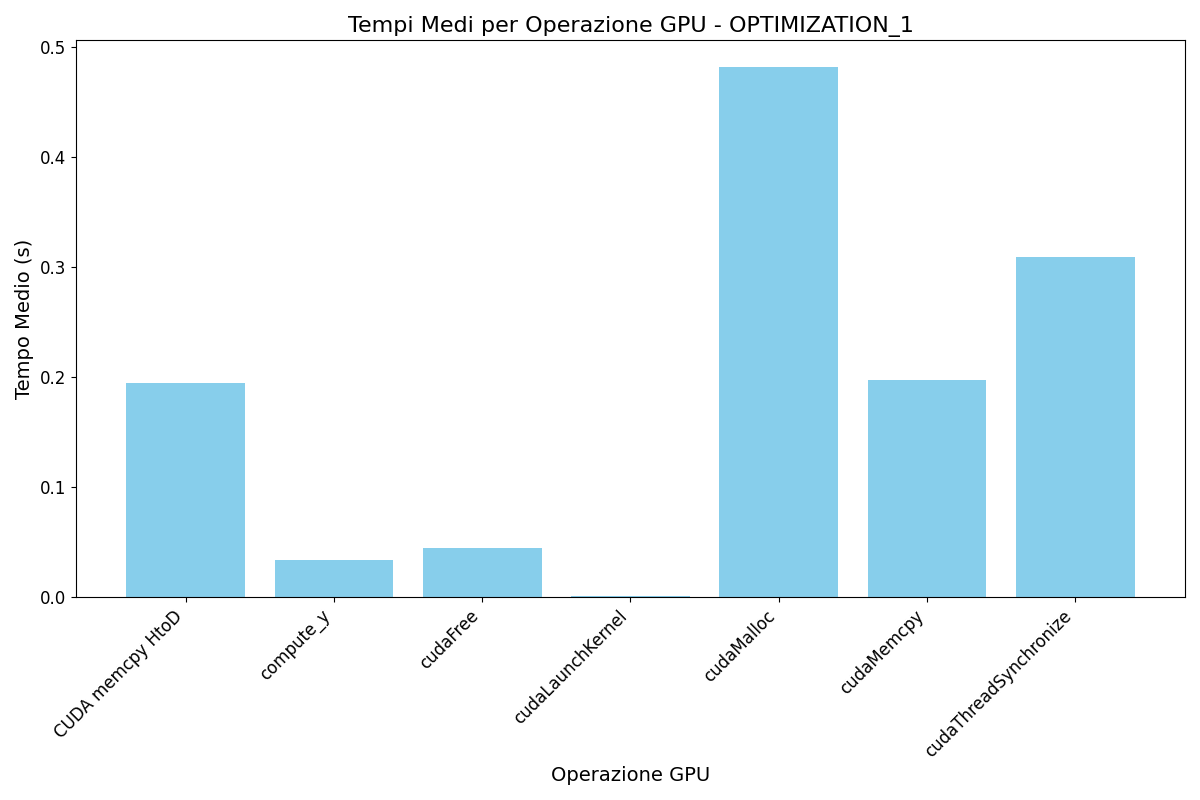 Tempi Medi per Operazione GPU - OPTIMIZATION_1
Tempo Medio (s)
0.5
0.4
0.3
0.2
0.1
0.0
CUDA memcpy HtoD
compute_y
cudaFree
cudaLaunchKernel
cudaMalloc
cudaMemcpy
cudaThreadSynchronize
Operazione GPU